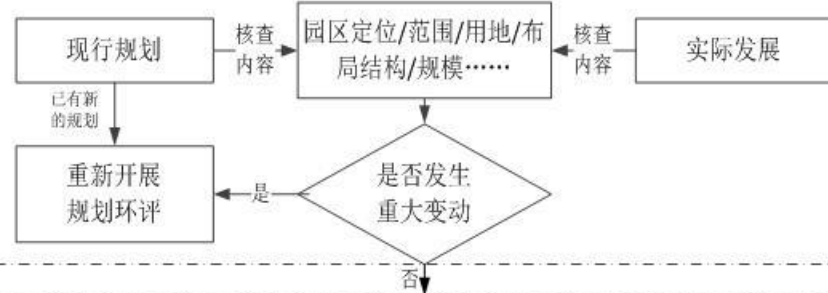 现行规划
核查
内容
园区定位/范围/用地/布
局结构/规模……
核查
内容
实际发展
已有新
的规划
重新开展
规划环评
是
是否发生
重大变动
否